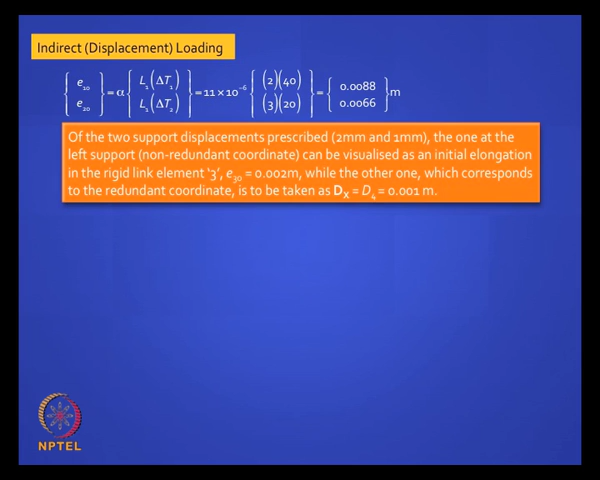 Indirect (Displacement) Loading
{ e₁₀ e₂₀ } = α { L₁(ΔT₁) L₁(ΔT₂) } = 11 × 10⁻⁶ { (2)(40) (3)(20) } = { 0.0088 0.0066 } m
Of the two support displacements prescribed (2mm and 1mm), the one at the
left support (non-redundant coordinate) can be visualised as an initial elongation
in the rigid link element '3', e₃₀ = 0.002m, while the other one, which corresponds
to the redundant coordinate, is to be taken as Dₓ = D₄ = 0.001 m.
NPTEL